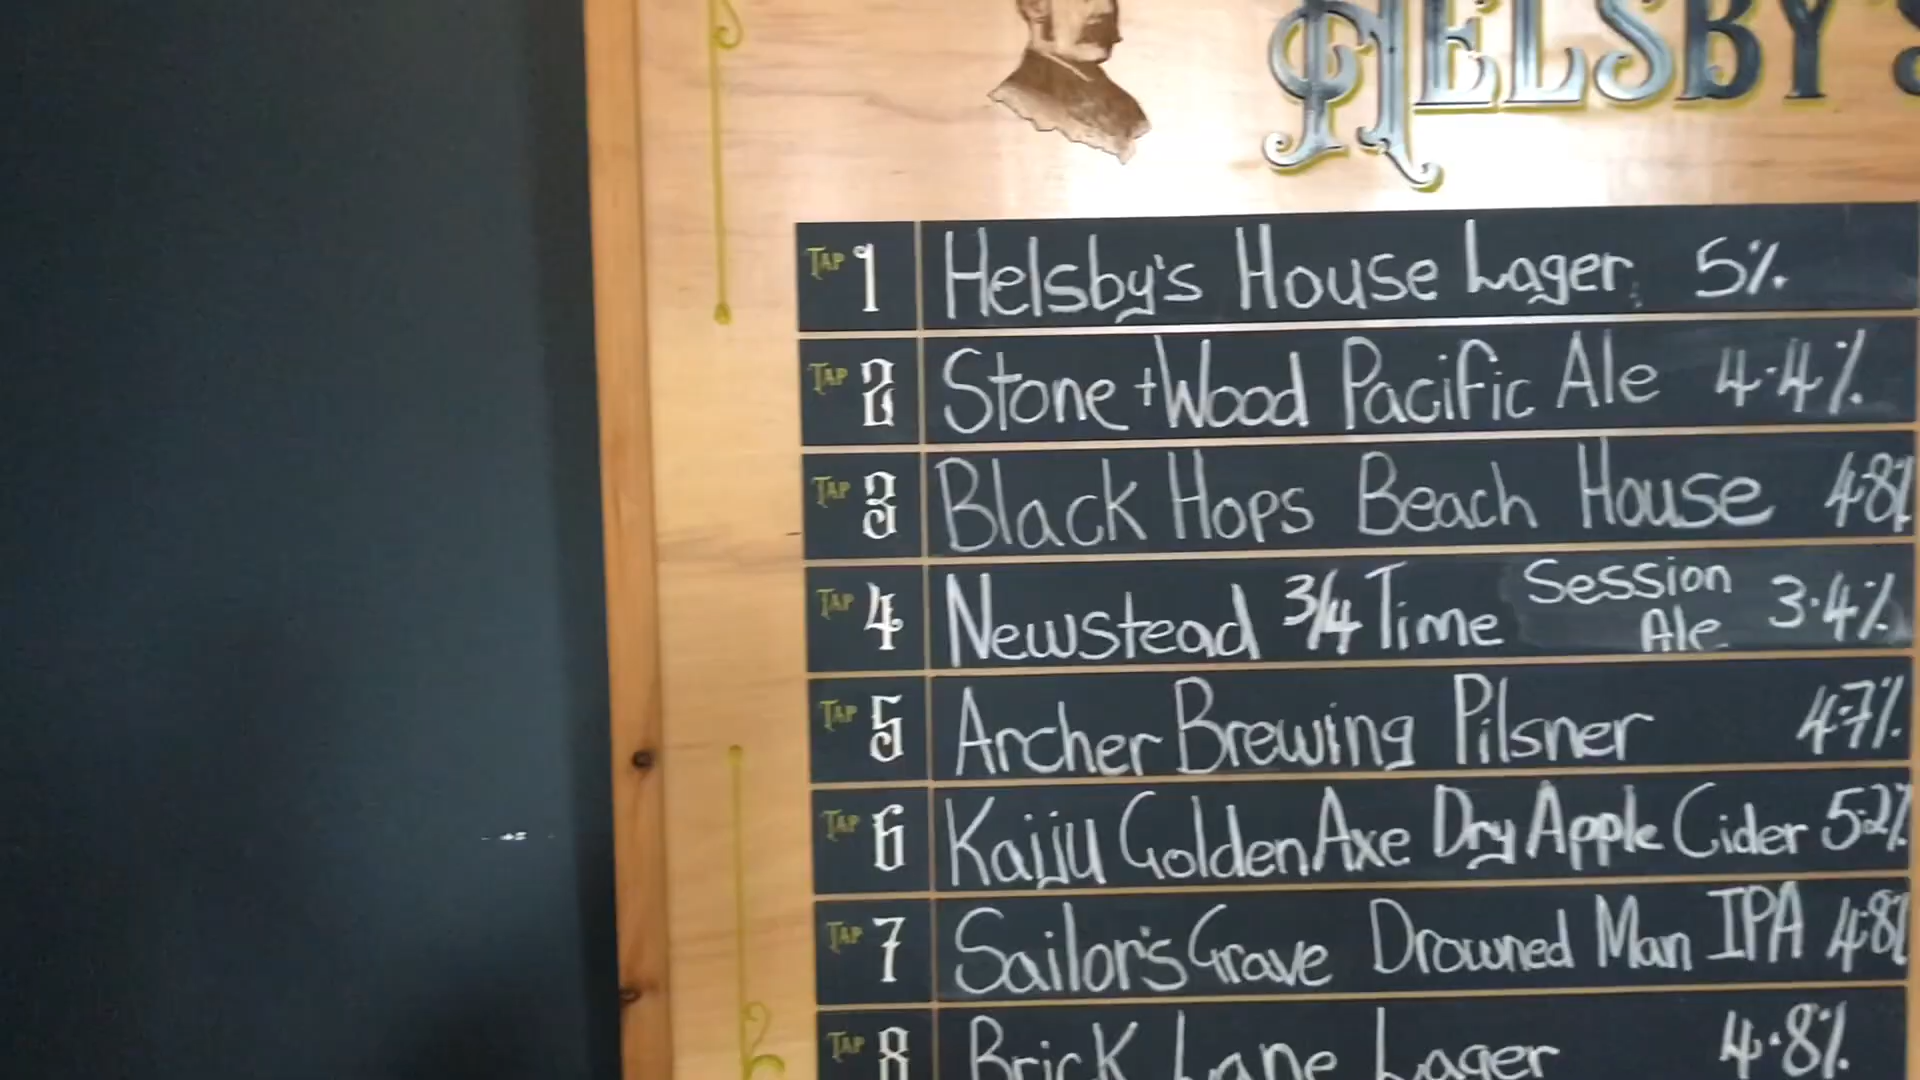 HELSBY'S
TAP 1 Helsby's House Lager 5%
TAP 2 Stone + Wood Pacific Ale 4.4%
TAP 3 Black Hops Beach House 4.8%
TAP 4 Newstead 3/4 Time Session Ale 3.4%
TAP 5 Archer Brewing Pilsner 4.7%
TAP 6 Kaiju Golden Axe Dry Apple Cider 5.2%
TAP 7 Sailor's Grave Drowned Man IPA 4.8%
TAP 8 Brick Lane Lager 4.8%